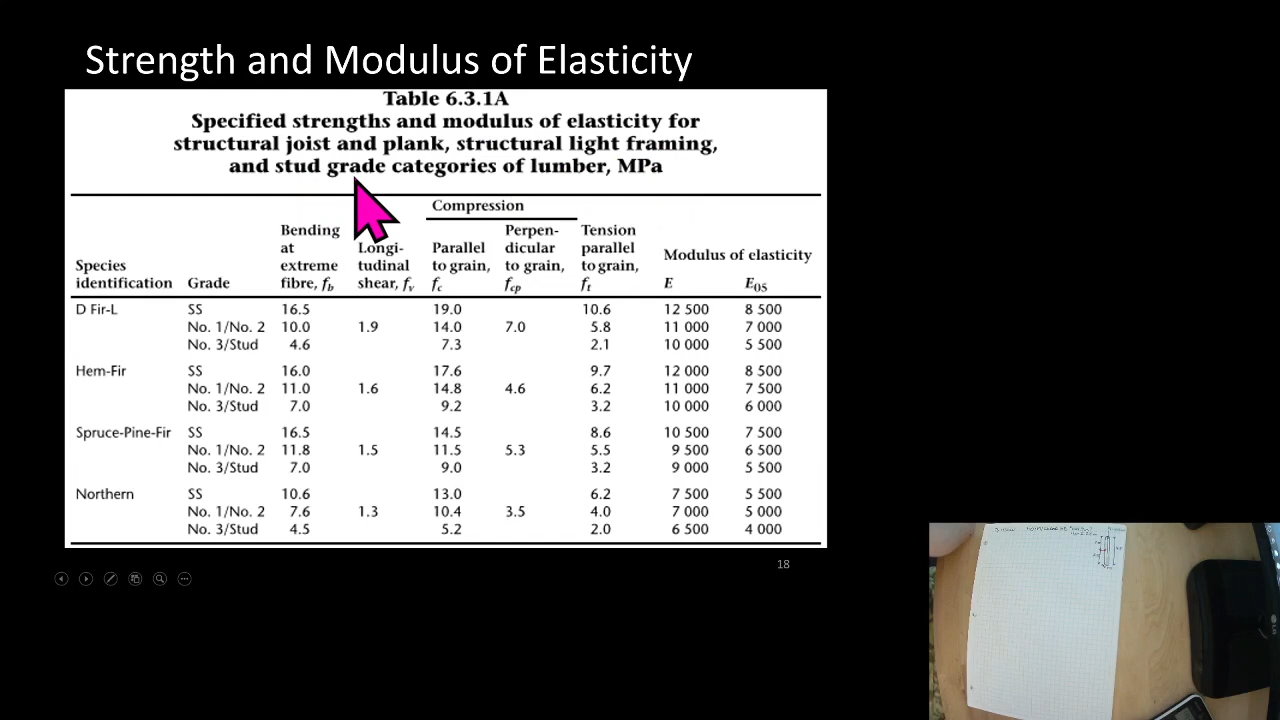 Strength and Modulus of Elasticity
Table 6.3.1A
Specified strengths and modulus of elasticity for
structural joist and plank, structural light framing,
and stud grade categories of lumber, MPa
Compression
Species identification Grade Bending at extreme fibre, fb Longi-tudinal shear, fv Parallel to grain, fc Perpen-dicular to grain, fcp Tension parallel to grain, ft Modulus of elasticity E E05
D Fir-L SS 16.5 19.0 10.6 12 500 8 500
No. 1/No. 2 10.0 1.9 14.0 7.0 5.8 11 000 7 000
No. 3/Stud 4.6 7.3 2.1 10 000 5 500
Hem-Fir SS 16.0 17.6 9.7 12 000 8 500
No. 1/No. 2 11.0 1.6 14.8 4.6 6.2 11 000 7 500
No. 3/Stud 7.0 9.2 3.2 10 000 6 000
Spruce-Pine-Fir SS 16.5 14.5 8.6 10 500 7 500
No. 1/No. 2 11.8 1.5 11.5 5.3 5.5 9 500 6 500
No. 3/Stud 7.0 9.0 3.2 9 000 5 500
Northern SS 10.6 13.0 6.2 7 500 5 500
No. 1/No. 2 7.6 1.3 10.4 3.5 4.0 7 000 5 000
No. 3/Stud 4.5 5.2 2.0 6 500 4 000
18